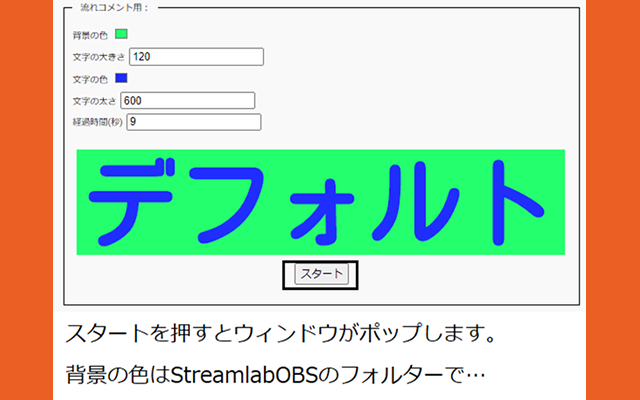 流れコメント用：
背景の色
文字の大きさ 120
文字の色
文字の太さ 600
経過時間(秒) 9
デフォルト
スタート
スタートを押すとウィンドウがポップします。
背景の色はStreamlabOBSのフォルターで…